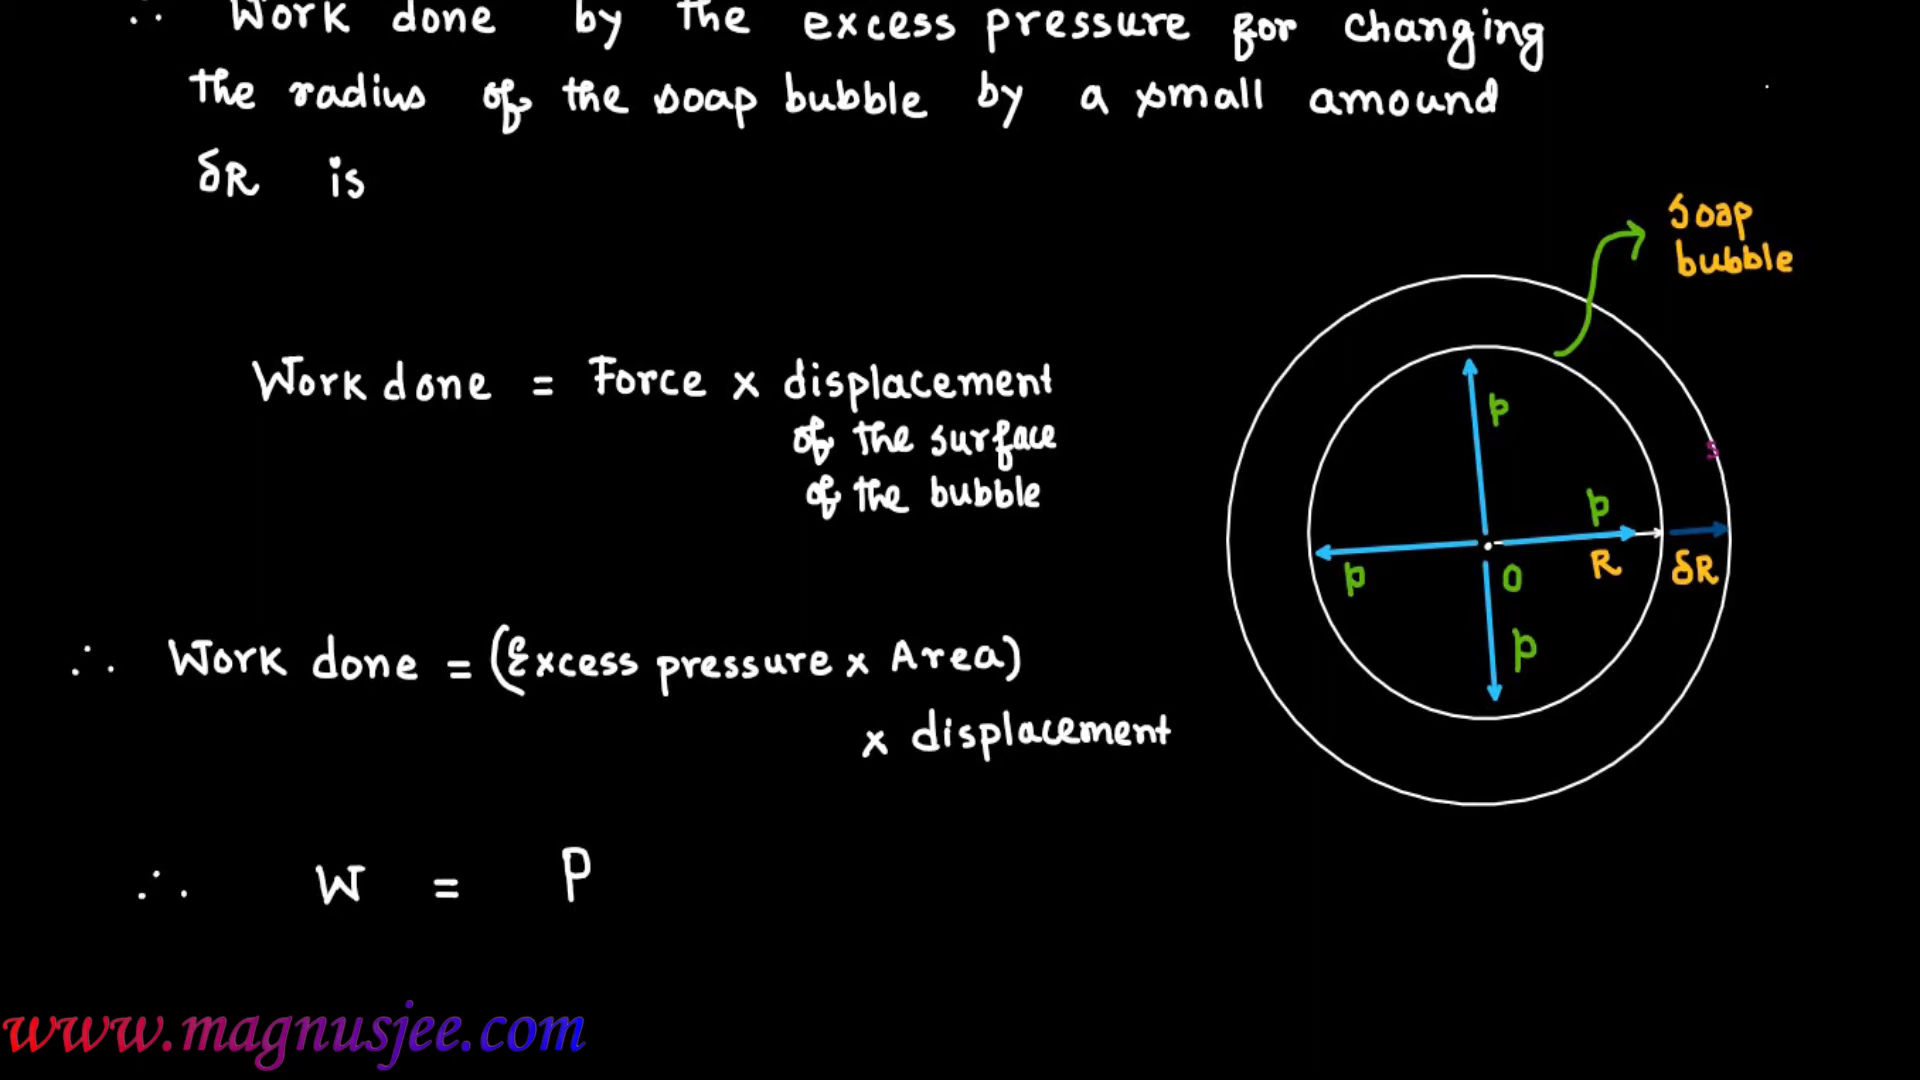 ∴ Work done by the excess pressure for changing
the radius of the soap bubble by a small amound
δR is
Soap
bubble
Work done = Force x displacement
of the surface
of the bubble
p
s
p
R
δR
p
O
p
∴ Work done = (Excess pressure x Area)
x displacement
∴ W = P
www.magnusjee.com